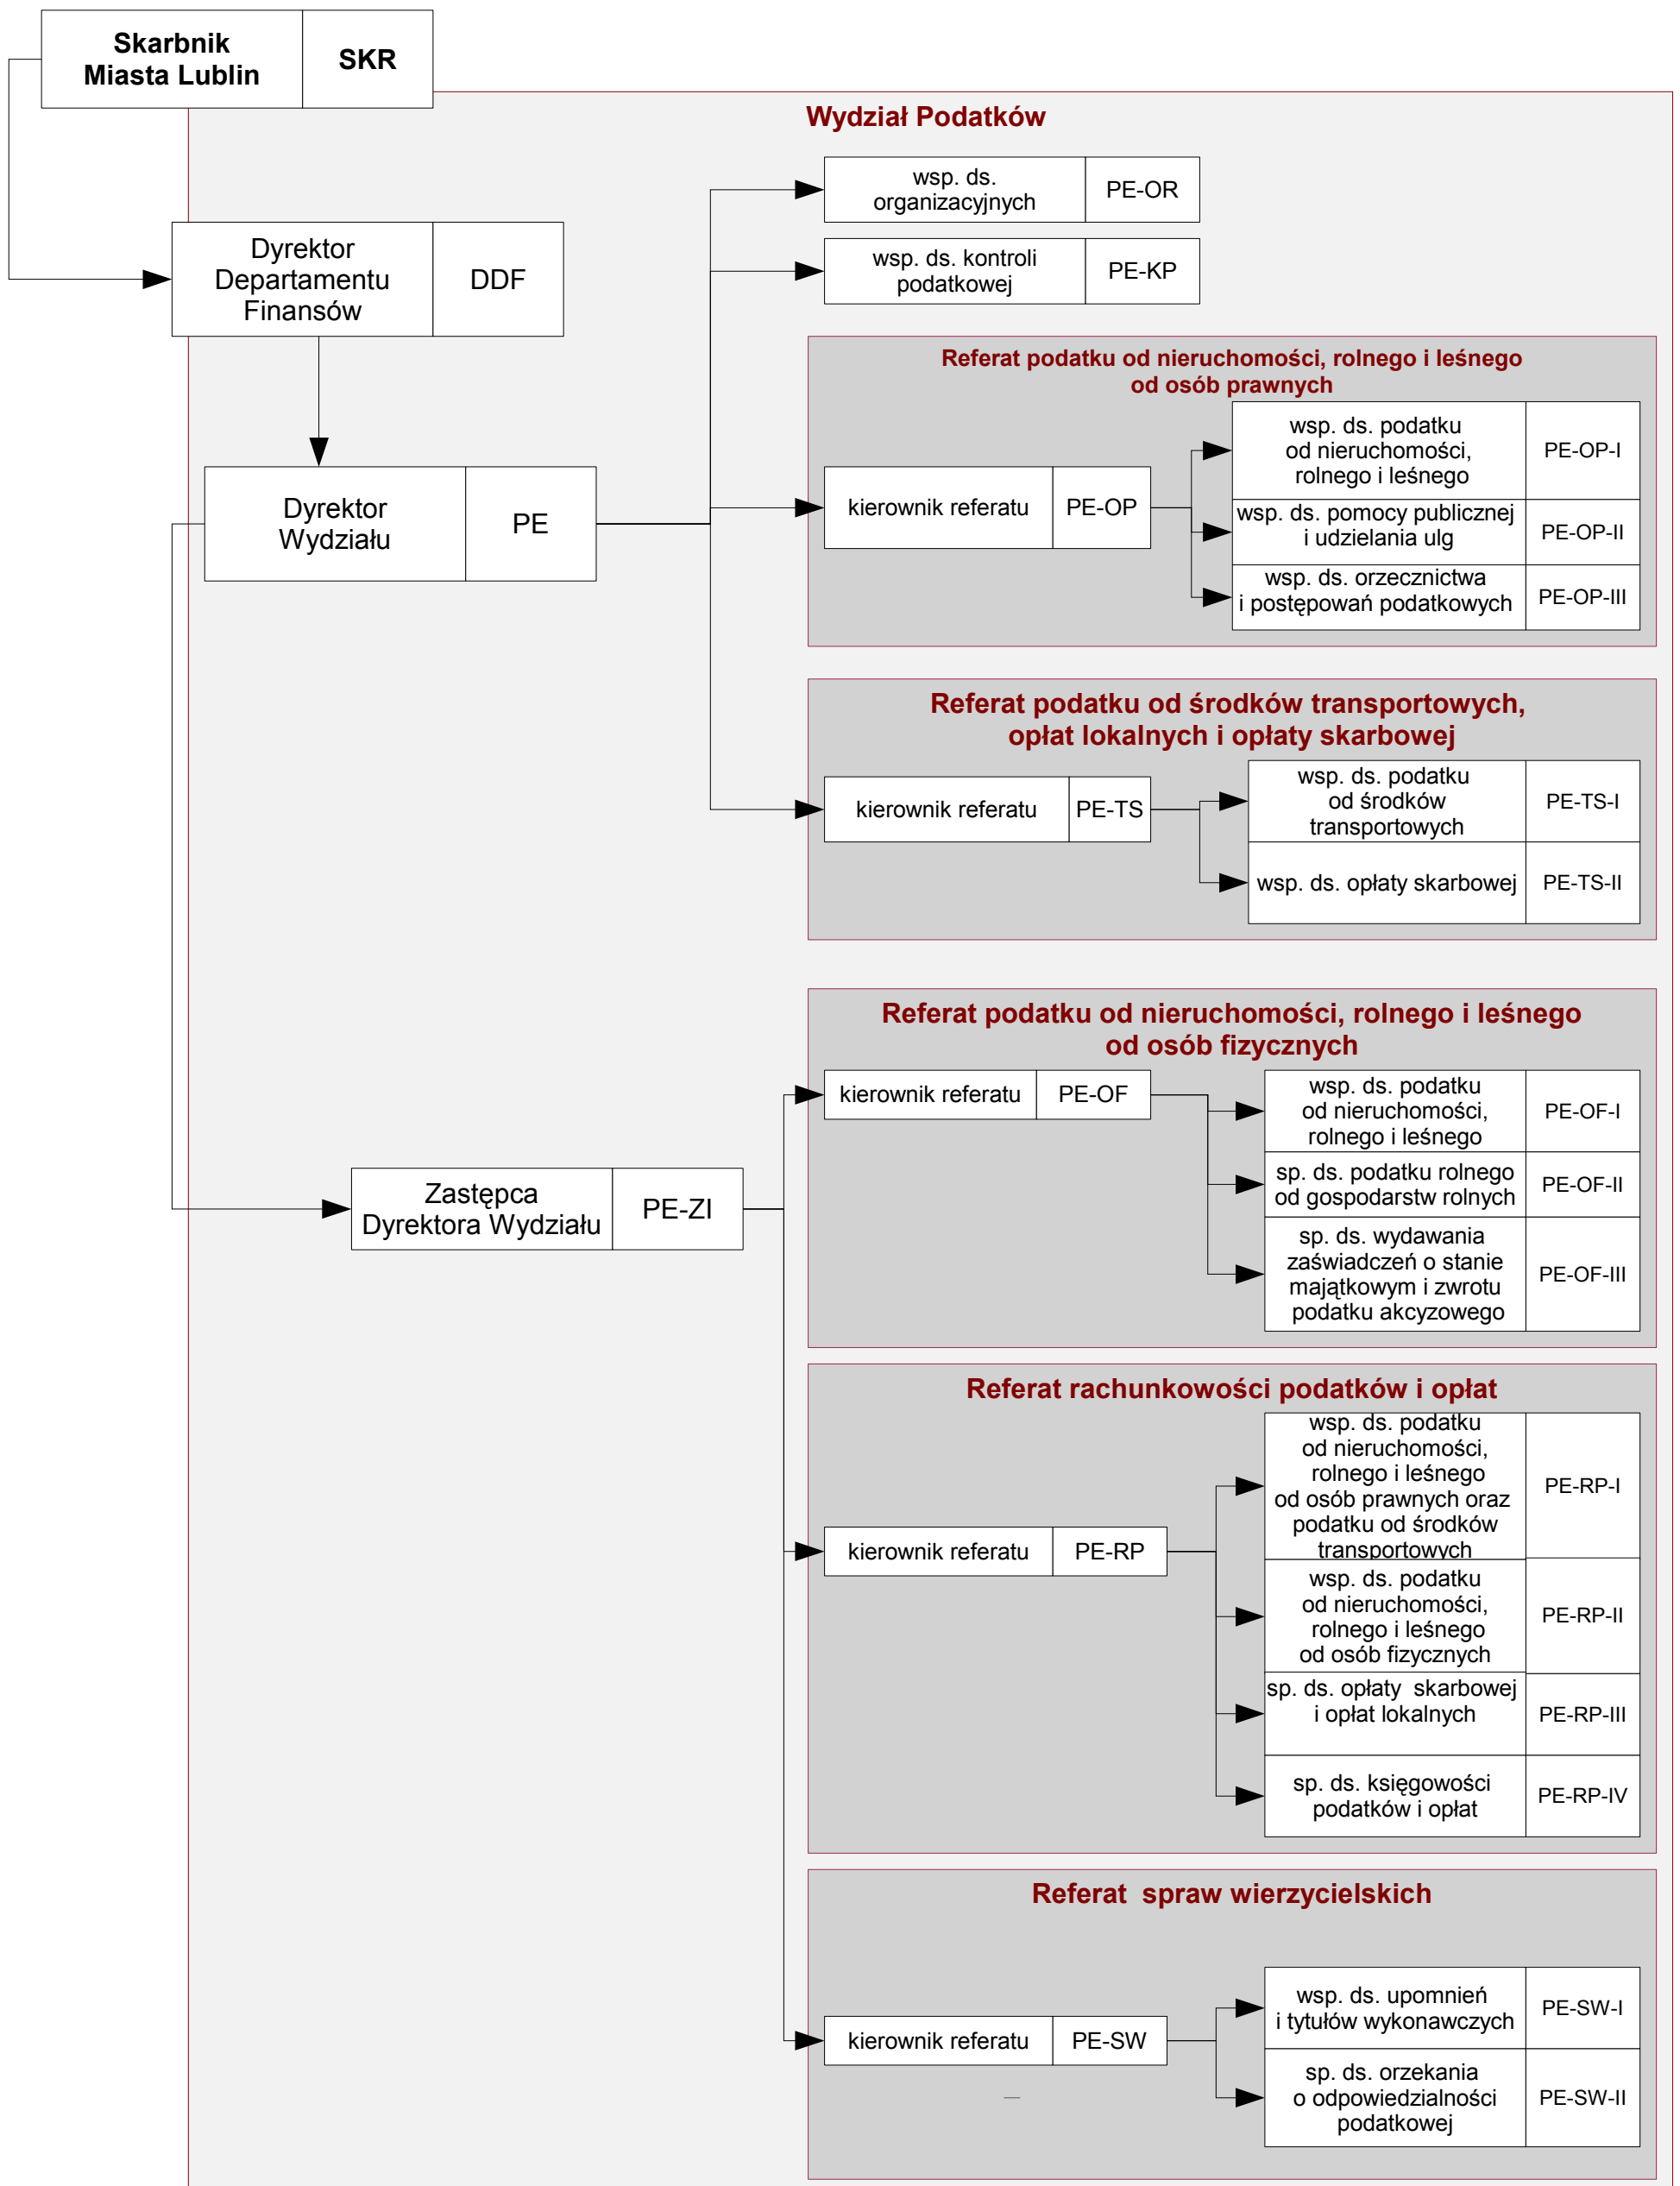 Skarbnik
Miasta Lublin
SKR
Wydział Podatków
wsp. ds.
organizacyjnych
PE-OR
wsp. ds. kontroli
podatkowej
PE-KP
Dyrektor
Departamentu
Finansów
DDF
Referat podatku od nieruchomości, rolnego i leśnego
od osób prawnych
wsp. ds. podatku
od nieruchomości,
rolnego i leśnego
PE-OP-I
kierownik referatu
PE-OP
wsp. ds. pomocy publicznej
i udzielania ulg
PE-OP-II
wsp. ds. orzecznictwa
i postępowań podatkowych
PE-OP-III
Dyrektor
Wydziału
PE
Referat podatku od środków transportowych,
opłat lokalnych i opłaty skarbowej
kierownik referatu
PE-TS
wsp. ds. podatku
od środków
transportowych
PE-TS-I
wsp. ds. opłaty skarbowej
PE-TS-II
Referat podatku od nieruchomości, rolnego i leśnego
od osób fizycznych
kierownik referatu
PE-OF
wsp. ds. podatku
od nieruchomości,
rolnego i leśnego
PE-OF-I
sp. ds. podatku rolnego
od gospodarstw rolnych
PE-OF-II
sp. ds. wydawania
zaświadczeń o stanie
majątkowym i zwrotu
podatku akcyzowego
PE-OF-III
Zastępca
Dyrektora Wydziału
PE-ZI
Referat rachunkowości podatków i opłat
wsp. ds. podatku
od nieruchomości,
rolnego i leśnego
od osób prawnych oraz
podatku od środków
transportowych
PE-RP-I
kierownik referatu
PE-RP
wsp. ds. podatku
od nieruchomości,
rolnego i leśnego
od osób fizycznych
PE-RP-II
sp. ds. opłaty skarbowej
i opłat lokalnych
PE-RP-III
sp. ds. księgowości
podatków i opłat
PE-RP-IV
Referat spraw wierzycielskich
kierownik referatu
PE-SW
wsp. ds. upomnień
i tytułów wykonawczych
PE-SW-I
sp. ds. orzekania
o odpowiedzialności
podatkowej
PE-SW-II